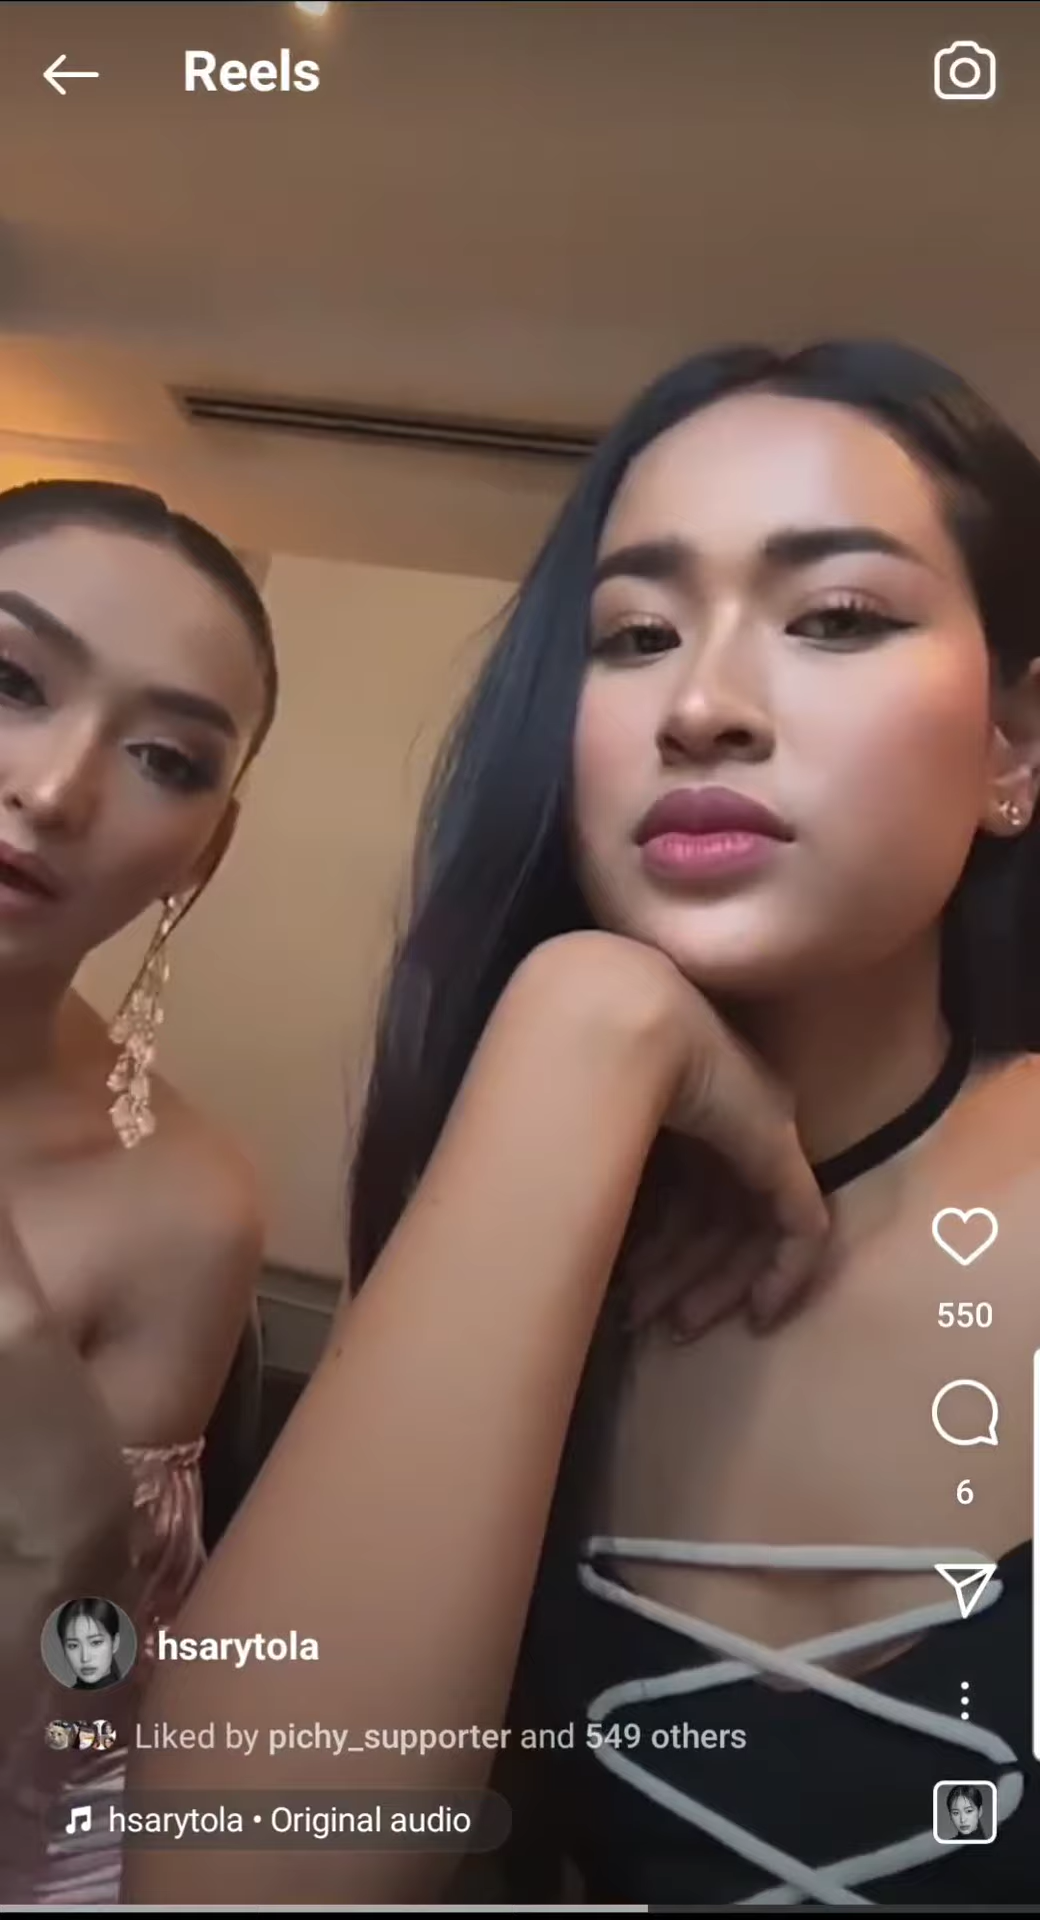 Reels
550
6
hsarytola
Liked by pichy_supporter and 549 others
hsarytola • Original audio